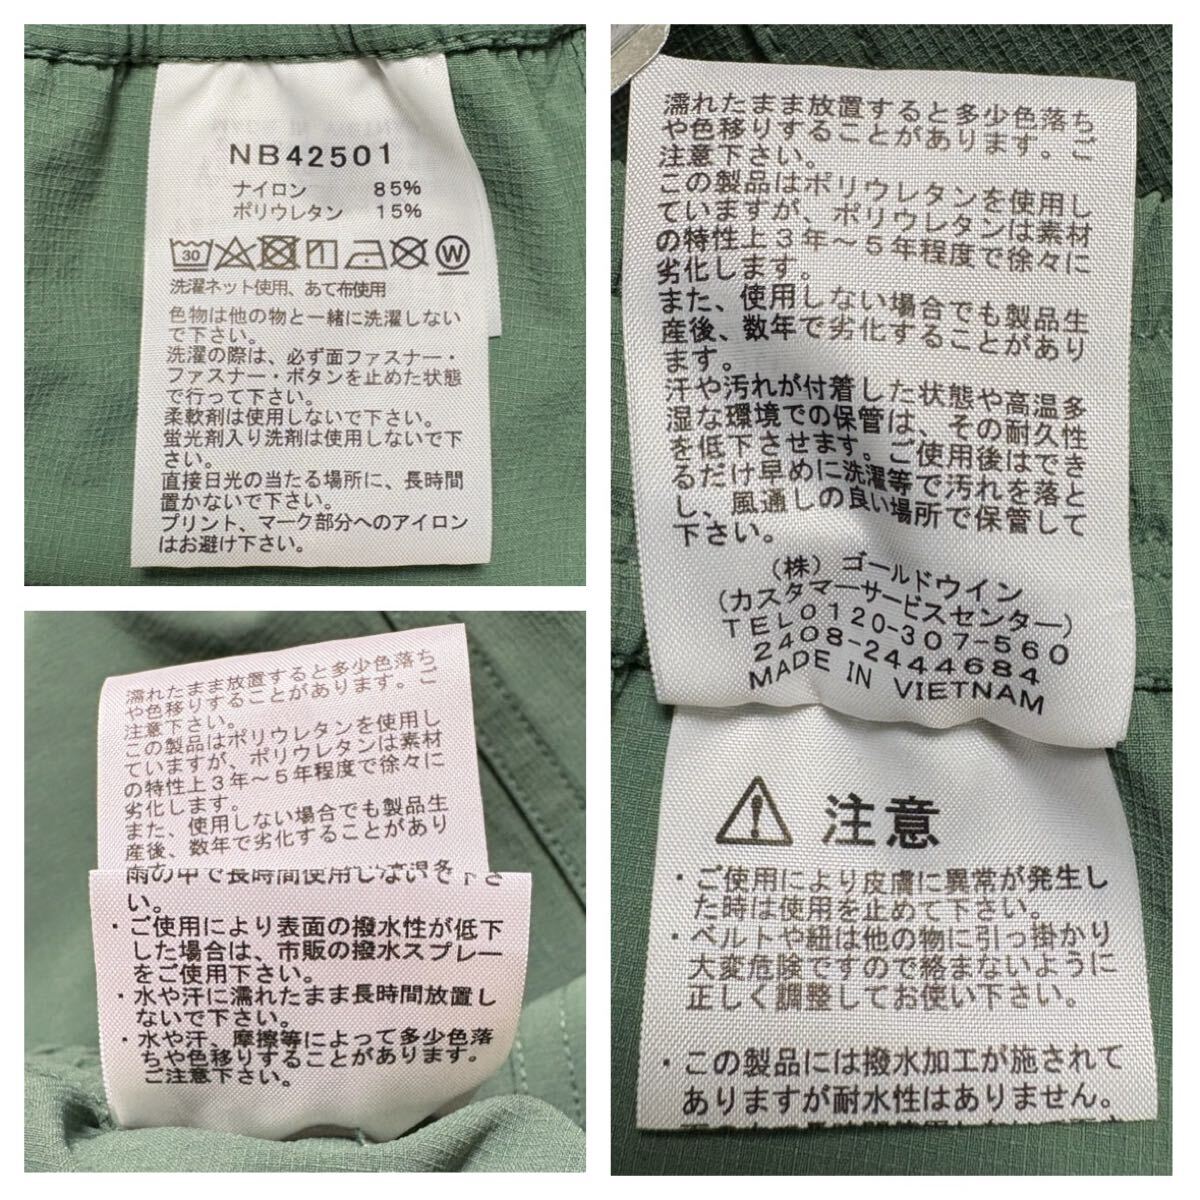 NB42501
ナイロン 85%
ポリウレタン 15%
30
W
洗濯ネット使用、あて布使用
色物は他の物と一緒に洗濯しない
で下さい。
洗濯の際は、必ず面ファスナー・
ファスナー・ボタンを止めた状態
で行って下さい。
柔軟剤は使用しないで下さい。
蛍光剤入り洗剤は使用しないで下
さい。
直接日光の当たる場所に、長時間
置かないで下さい。
プリント、マーク部分へのアイロン
はお避け下さい。
濡れたまま放置すると多少色落ち
や色移りすることがあります。ご
注意下さい。
この製品はポリウレタンを使用し
ていますが、ポリウレタンは素材
の特性上3年～5年程度で徐々に
劣化します。
また、使用しない場合でも製品生
産後、数年で劣化することがあり
雨の中で長時間使用しないで下さ
い。
・ご使用により表面の撥水性が低下
した場合は、市販の撥水スプレー
をご使用下さい。
・水や汗に濡れたまま長時間放置し
ないで下さい。
・水や汗、摩擦等によって多少色落
ちや色移りすることがあります。
ご注意下さい。
濡れたまま放置すると多少色落ち
や色移りすることがあります。ご
注意下さい。
この製品はポリウレタンを使用し
ていますが、ポリウレタンは素材
の特性上3年～5年程度で徐々に
劣化します。
また、使用しない場合でも製品生
産後、数年で劣化することがあり
ます。
汗や汚れが付着した状態や高温多
湿な環境での保管は、その耐久性
を低下させます。ご使用後はでき
るだけ早めに洗濯等で汚れを落と
し、風通しの良い場所で保管して
下さい。
(株) ゴールドウイン
(カスタマーサービスセンター)
TEL0120-307-560
2408-2444684
MADE IN VIETNAM
注意
・ご使用により皮膚に異常が発生し
た時は使用を止めて下さい。
・ベルトや紐は他の物に引っ掛かり
大変危険ですので絡まないように
正しく調整してお使い下さい。
・この製品には撥水加工が施されて
ありますが耐水性はありません。